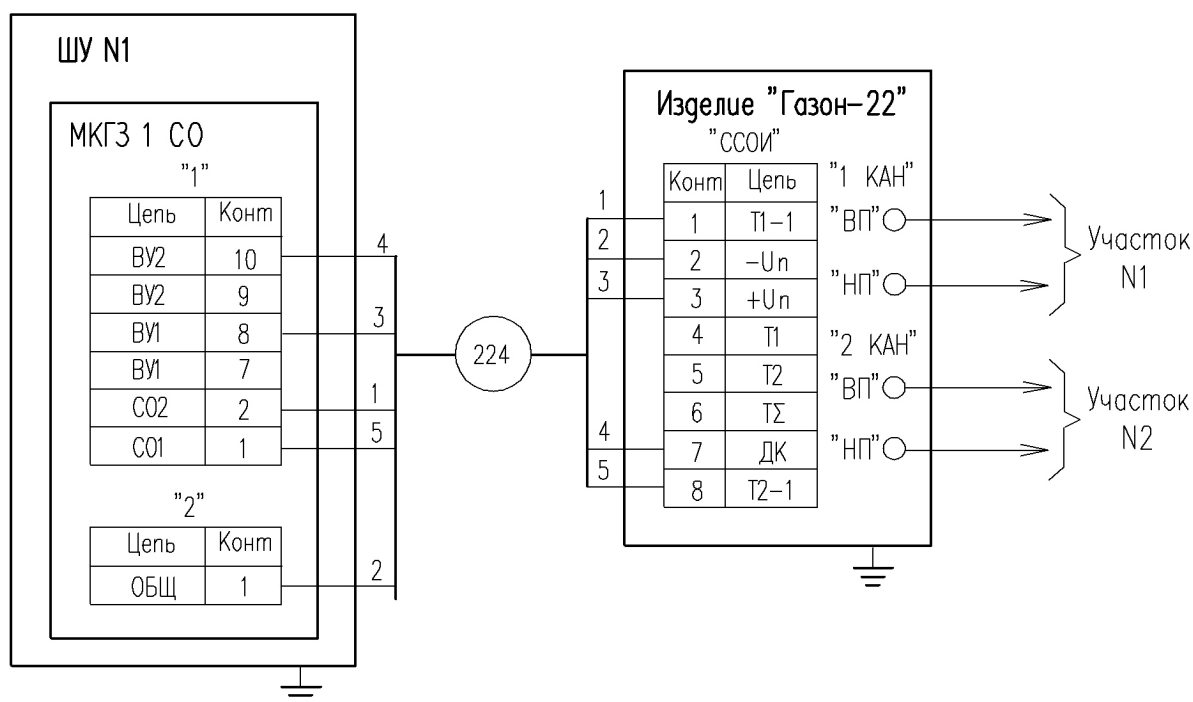 ШУ N1
МКГЗ 1 СО
"1"
Цепь Конт
ВУ2 10
ВУ2 9
ВУ1 8
ВУ1 7
СО2 2
СО1 1
"2"
Цепь Конт
ОБЩ 1
4
3
1
5
2
224
1
2
3
4
5
Изделие "Газон-22"
"ССОИ"
Конт Цепь
1 Т1-1
2 -Uп
3 +Uп
4 Т1
5 Т2
6 ТΣ
7 ДК
8 Т2-1
"1 КАН"
"ВП"
"НП"
"2 КАН"
"ВП"
"НП"
Участок
N1
Участок
N2